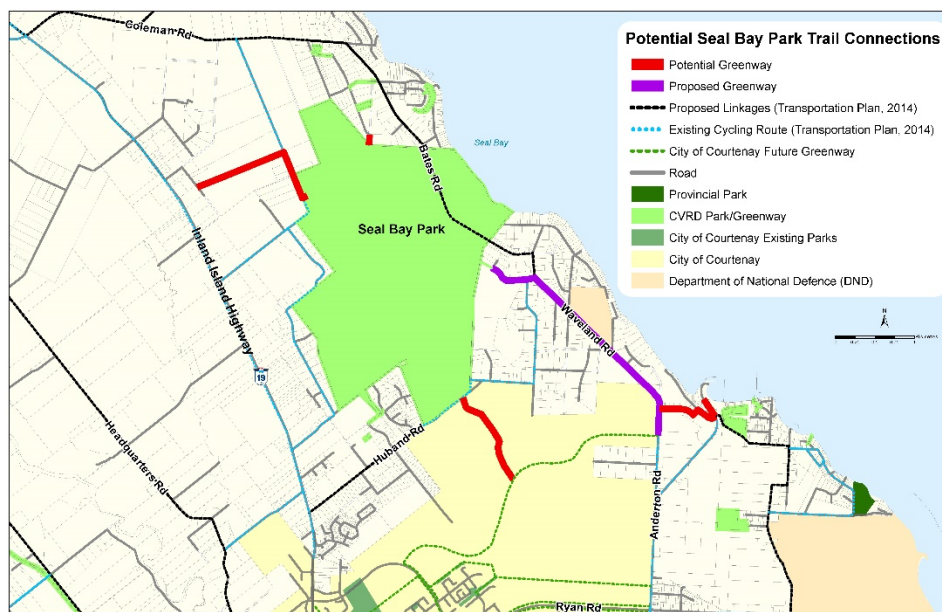 Coleman Rd
Potential Seal Bay Park Trail Connections
Potential Greenway
Proposed Greenway
Proposed Linkages (Transportation Plan, 2014)
Existing Cycling Route (Transportation Plan, 2014)
City of Courtenay Future Greenway
Road
Provincial Park
CVRD Park/Greenway
City of Courtenay Existing Parks
City of Courtenay
Department of National Defence (DND)
N
Seal Bay
Bates Rd
Seal Bay Park
Inland Island Highway
19
Waveland Rd
Headquarters Rd
Huband Rd
Anderton Rd
Ryan Rd